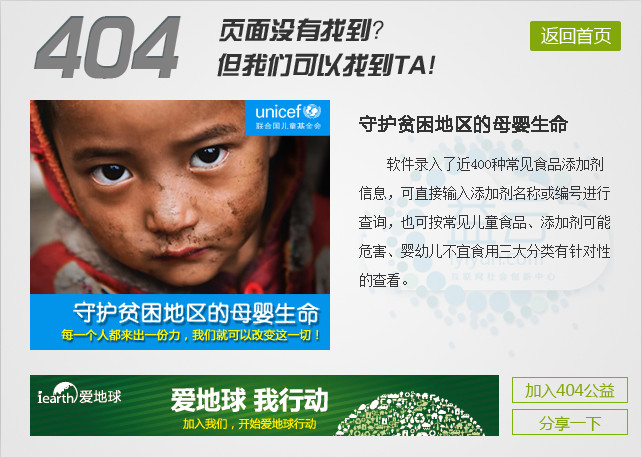 404
页面没有找到?
但我们可以找到TA!
返回首页
unicef
联合国儿童基金会
守护贫困地区的母婴生命
每一个人都来出一份力，我们就可以改变这一切！
守护贫困地区的母婴生命
软件录入了近400种常见食品添加剂
信息，可直接输入添加剂名称或编号进行
查询，也可按常见儿童食品、添加剂可能
危害、婴幼儿不宜食用三大分类有针对性
的查看。
iearth 爱地球
爱地球 我行动
加入我们，开始爱地球行动
加入404公益
分享一下